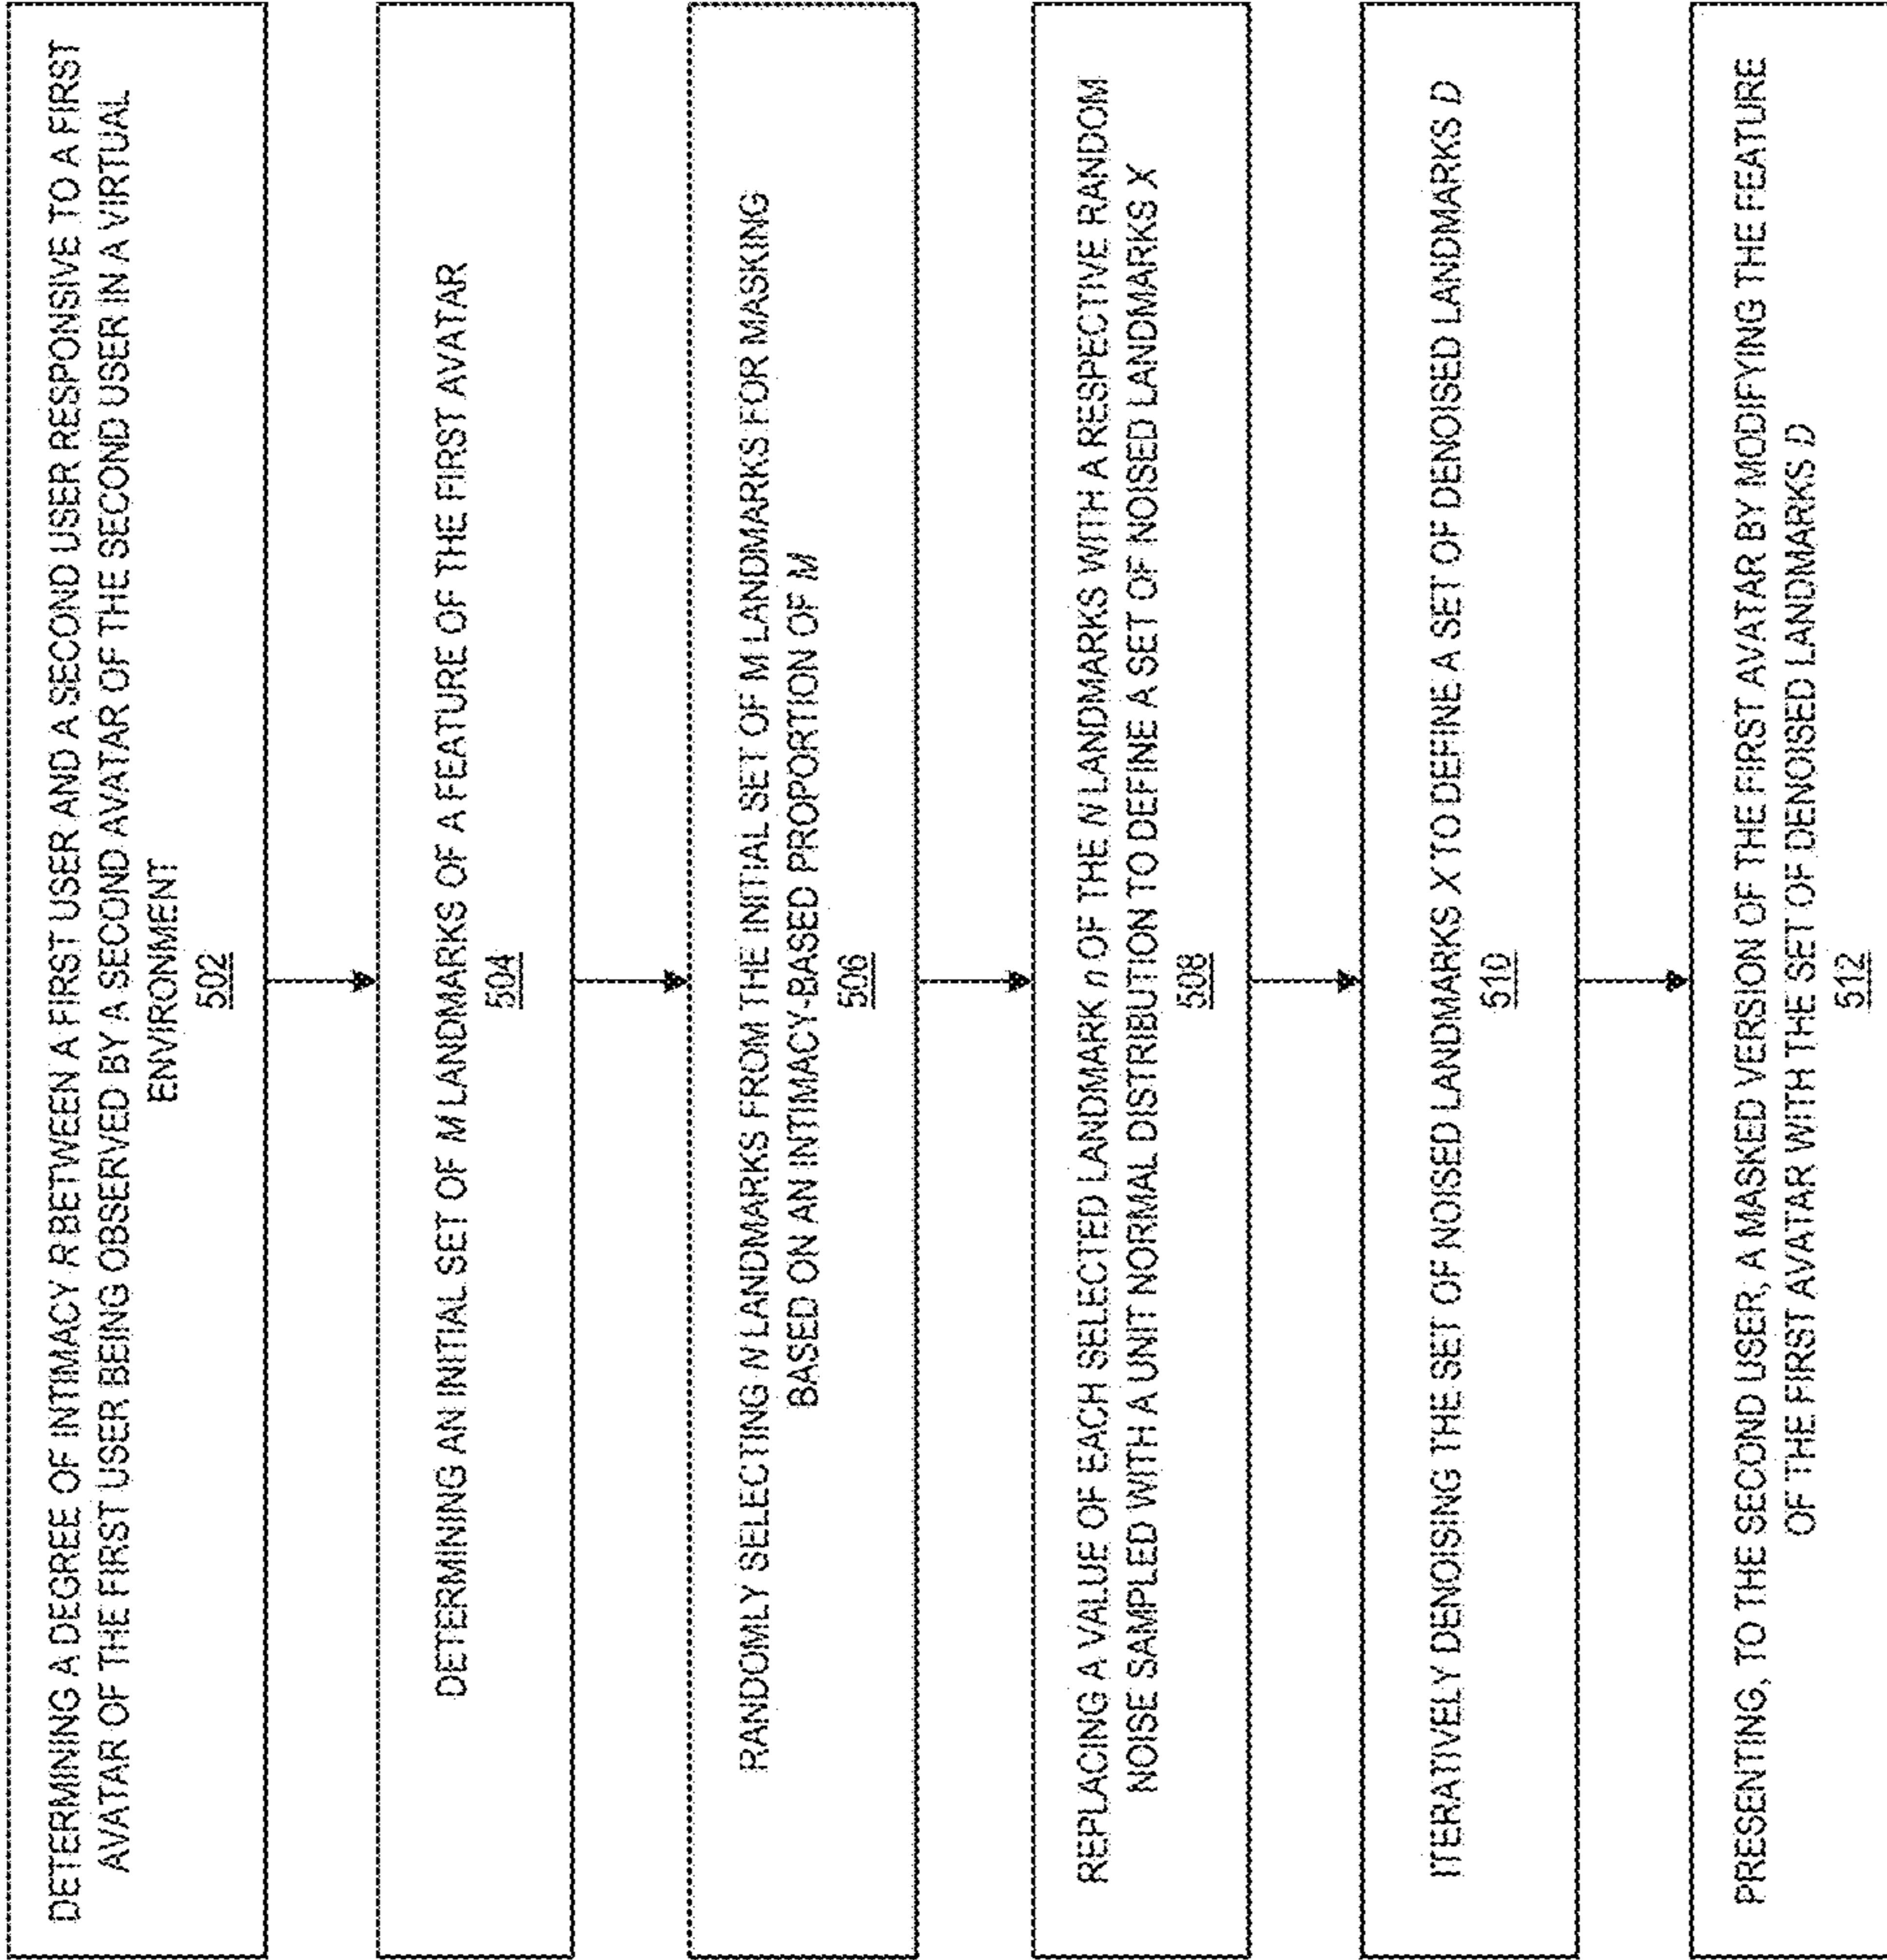 DETERMINING A DEGREE OF INTIMACY R BETWEEN A FIRST USER AND A SECOND USER RESPONSIVE TO A FIRST
AVATAR OF THE FIRST USER BEING OBSERVED BY A SECOND AVATAR OF THE SECOND USER IN A VIRTUAL
ENVIRONMENT
502
DETERMINING AN INITIAL SET OF M LANDMARKS OF A FEATURE OF THE FIRST AVATAR
504
RANDOMLY SELECTING N LANDMARKS FROM THE INITIAL SET OF M LANDMARKS FOR MASKING
BASED ON AN INTIMACY-BASED PROPORTION OF M
506
REPLACING A VALUE OF EACH SELECTED LANDMARK n OF THE N LANDMARKS WITH A RESPECTIVE RANDOM
NOISE SAMPLED WITH A UNIT NORMAL DISTRIBUTION TO DEFINE A SET OF NOISED LANDMARKS X
508
ITERATIVELY DENOISING THE SET OF NOISED LANDMARKS X TO DEFINE A SET OF DENOISED LANDMARKS D
510
PRESENTING, TO THE SECOND USER, A MASKED VERSION OF THE FIRST AVATAR BY MODIFYING THE FEATURE
OF THE FIRST AVATAR WITH THE SET OF DENOISED LANDMARKS D
512